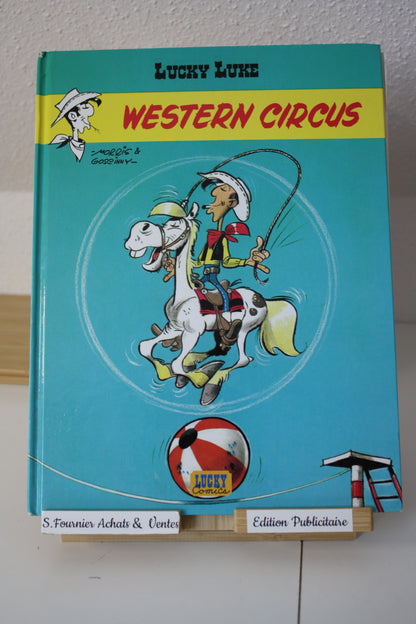 LUCKY LUKE
WESTERN CIRCUS
MORRIS &
GOSCINNY
LUCKY
Comics
S.Fournier Achats & Ventes
Edition Publicitaire